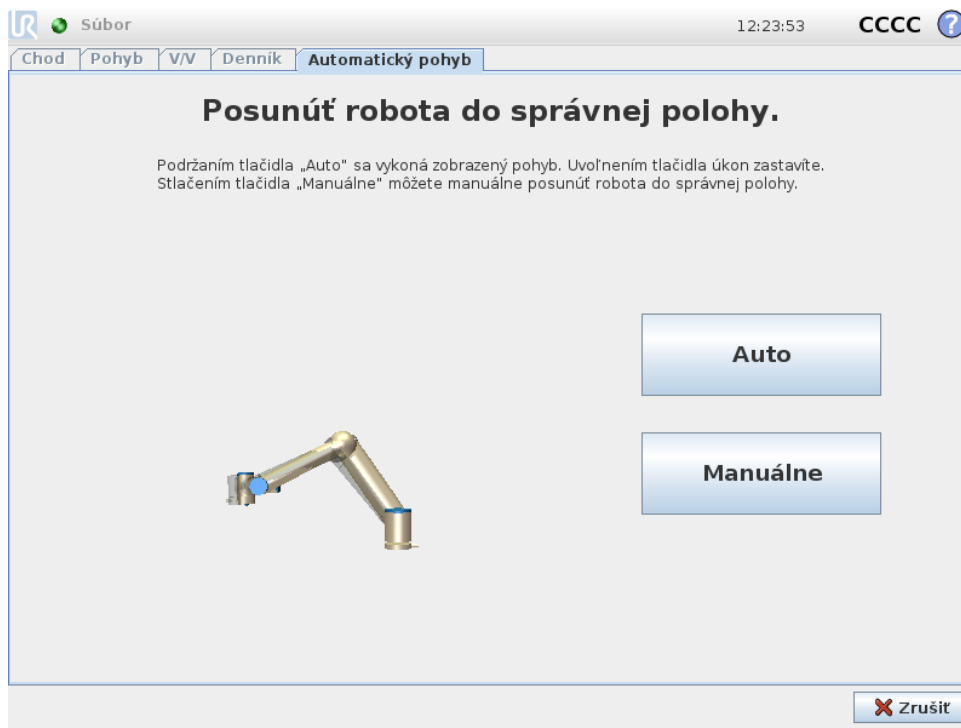 UR Súbor 12:23:53 CCCC ?
Chod Pohyb V/V Denník Automatický pohyb
Posunúť robota do správnej polohy.
Podržaním tlačidla „Auto" sa vykoná zobrazený pohyb. Uvoľnením tlačidla úkon zastavíte.
Stlačením tlačidla „Manuálne" môžete manuálne posunúť robota do správnej polohy.
Auto
Manuálne
Zrušiť